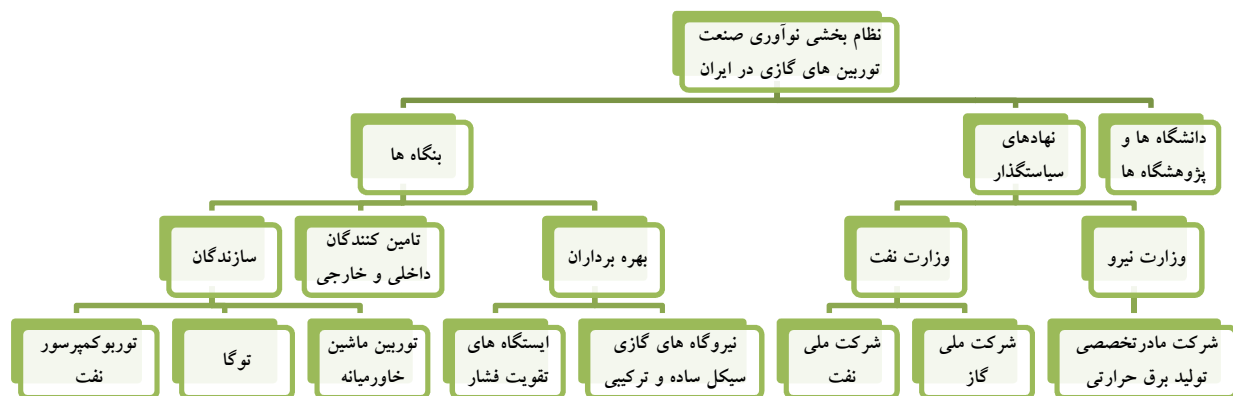 نظام بخشی نوآوری صنعت
توربین های گازی در ایران
دانشگاه ها و
پژوهشگاه ها
نهادهای
سیاستگذار
بنگاه ها
وزارت نیرو
وزارت نفت
بهره برداران
تامین کنندگان
داخلی و خارجی
سازندگان
شرکت مادرتخصصی
تولید برق حرارتی
شرکت ملی
گاز
شرکت ملی
نفت
نیروگاه های گازی
سیکل ساده و ترکیبی
ایستگاه های
تقویت فشار
توربین ماشین
خاورمیانه
توگا
توربوکمپرسور
نفت